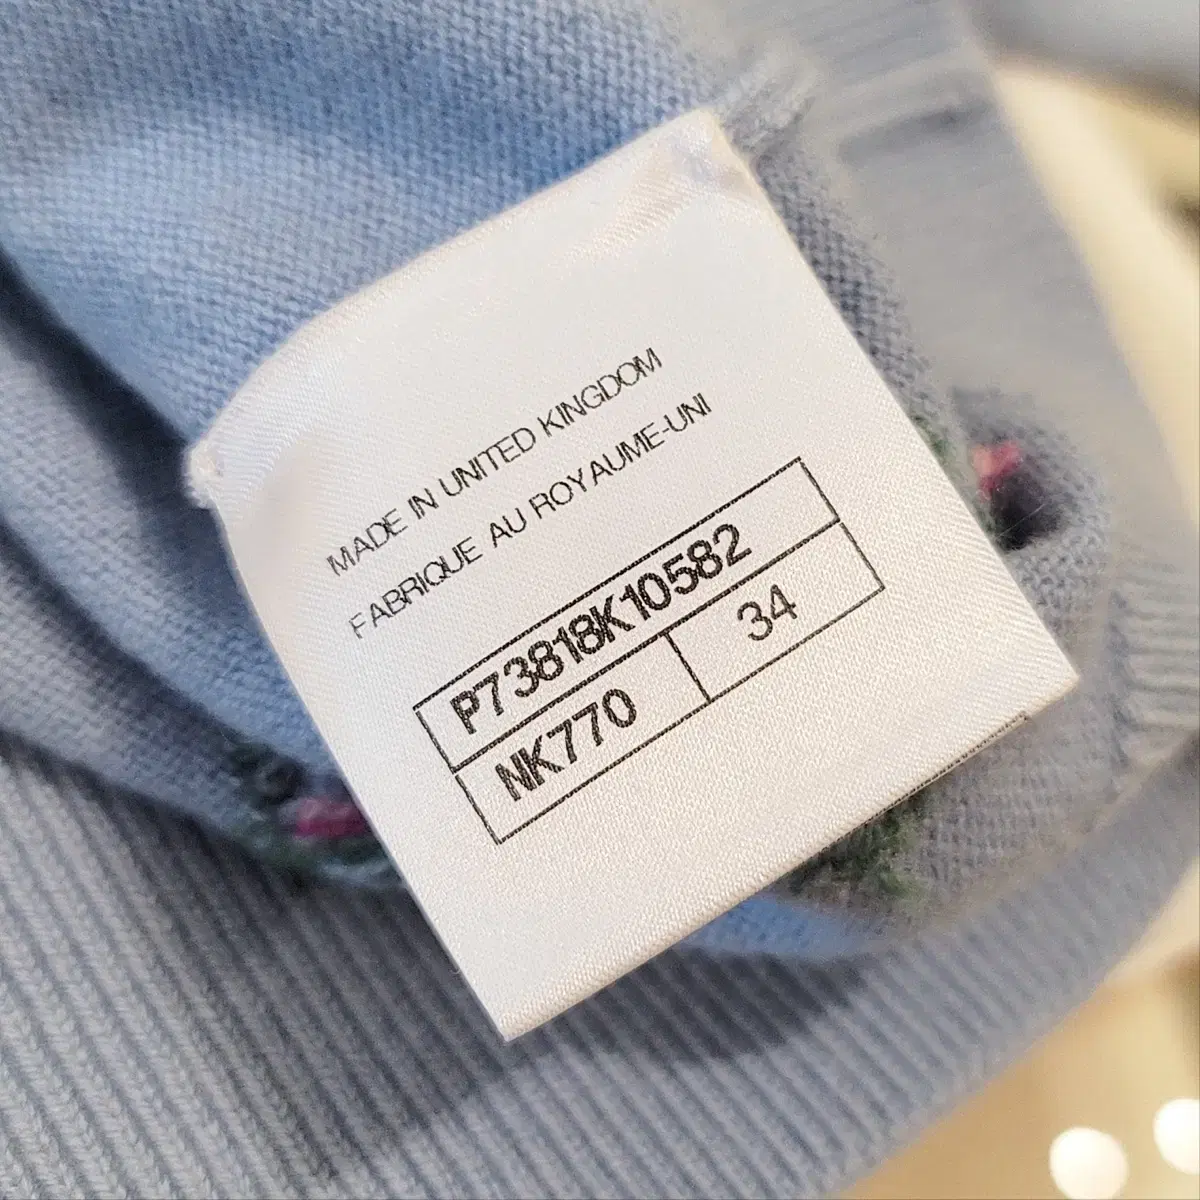 MADE IN UNITED KINGDOM
FABRIQUE AU ROYAUME-UNI
P73818K10582
NK770 34